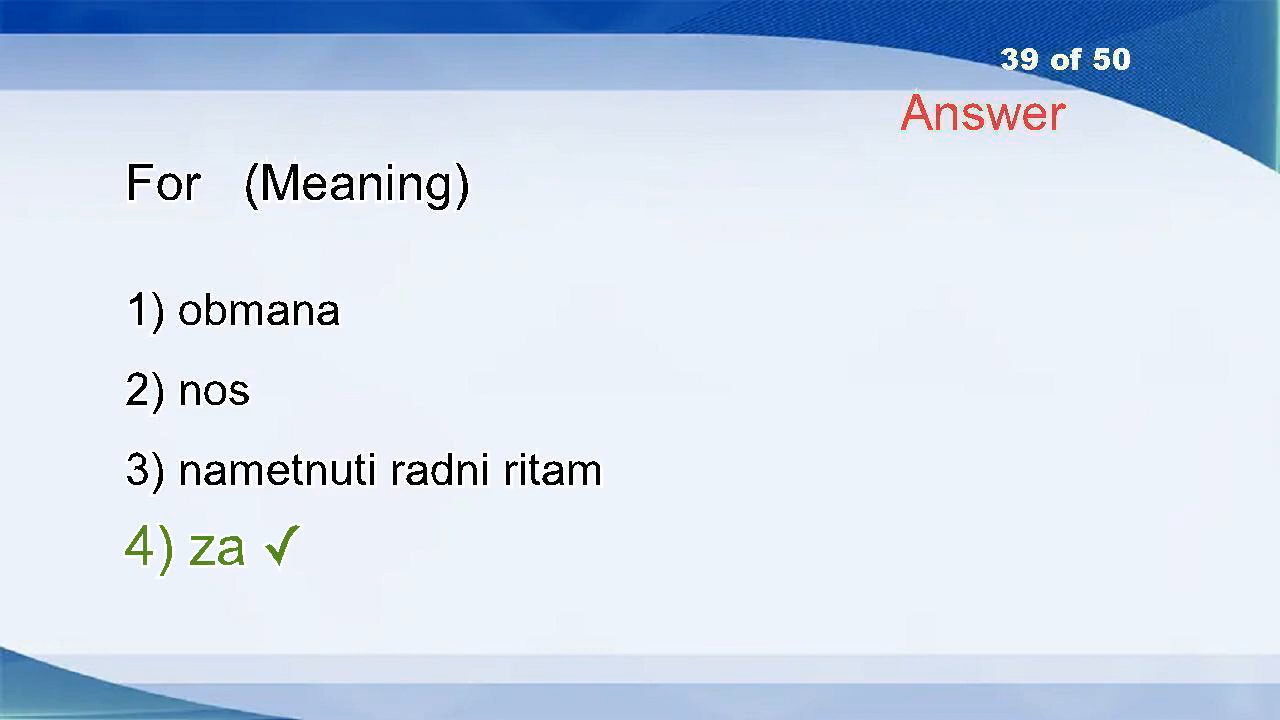 39 of 50
Answer
For (Meaning)
1) obmana
2) nos
3) nametnuti radni ritam
4) za ✓